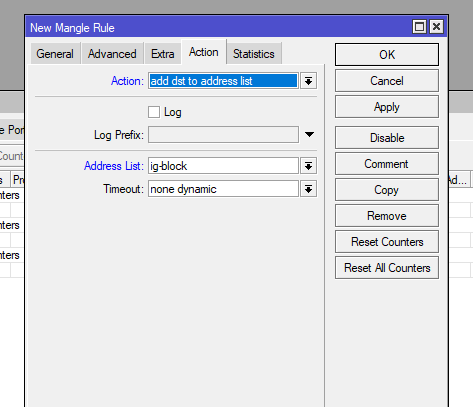 New Mangle Rule
General Advanced Extra Action Statistics
Action: add dst to address list
Log
Log Prefix:
Address List: ig-block
Timeout: none dynamic
OK
Cancel
Apply
Disable
Comment
Copy
Remove
Reset Counters
Reset All Counters
e Por
Coun
s Pr
nters
nters
nters
Ad...